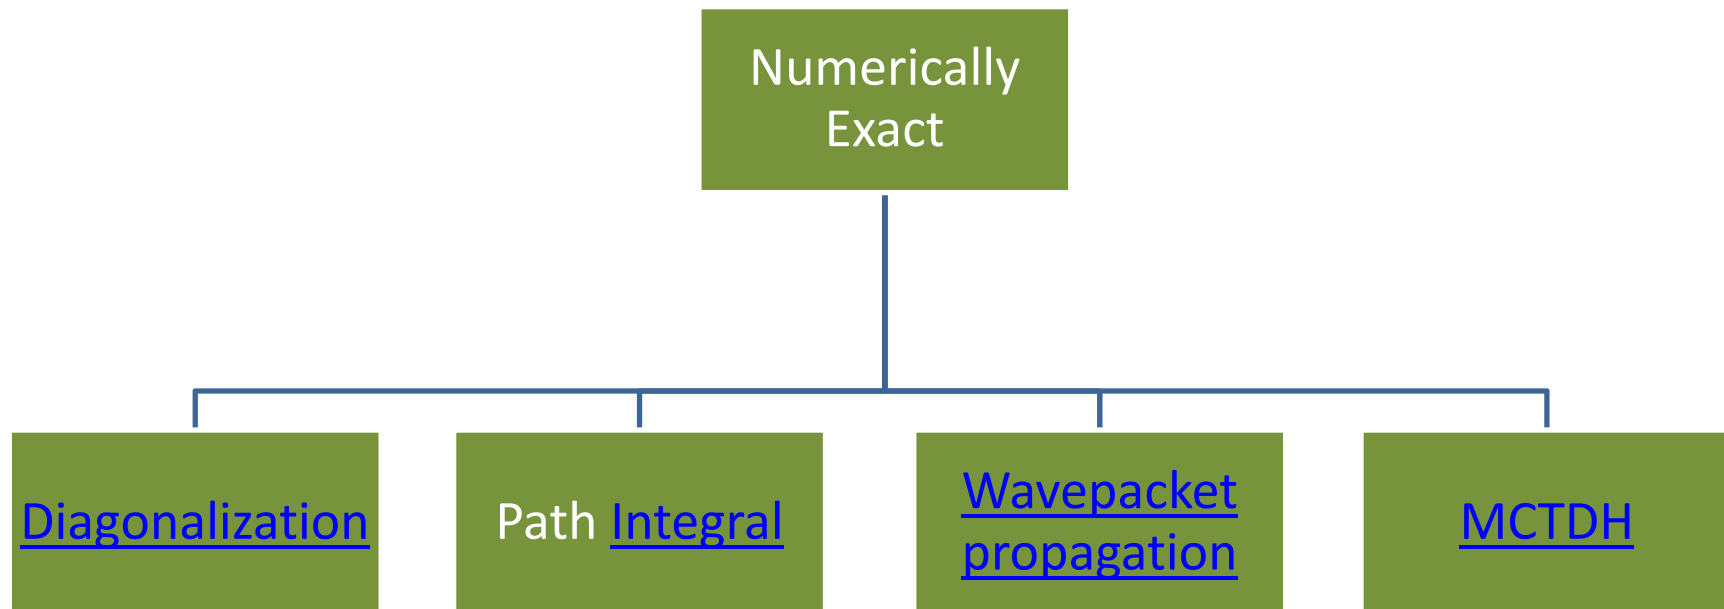 Numerically
Exact
Diagonalization
Path Integral
Wavepacket
propagation
MCTDH